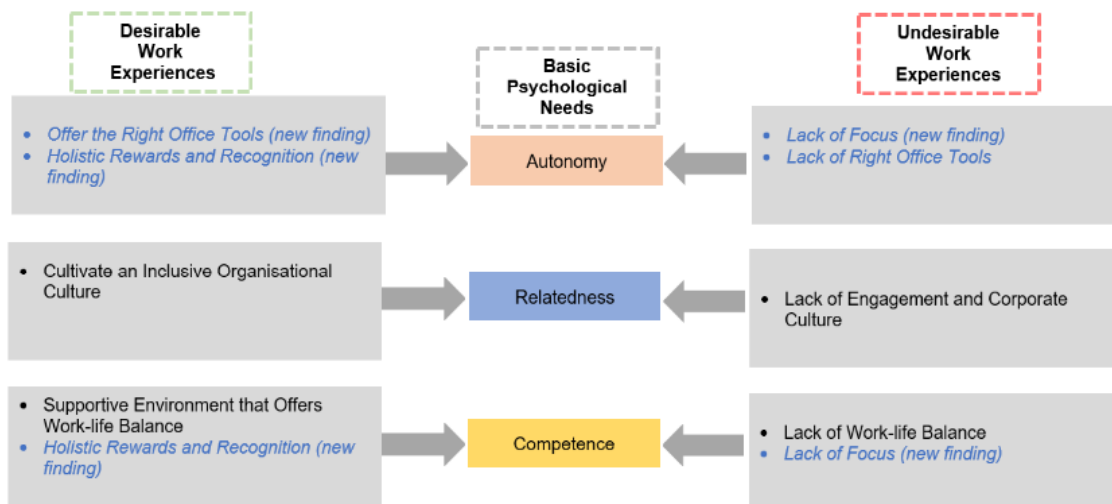 Desirable
Work
Experiences
Basic
Psychological
Needs
Undesirable
Work
Experiences
• Offer the Right Office Tools (new finding)
• Holistic Rewards and Recognition (new
finding)
Autonomy
• Lack of Focus (new finding)
• Lack of Right Office Tools
• Cultivate an Inclusive Organisational
Culture
Relatedness
• Lack of Engagement and Corporate
Culture
• Supportive Environment that Offers
Work-life Balance
• Holistic Rewards and Recognition (new
finding)
Competence
• Lack of Work-life Balance
• Lack of Focus (new finding)